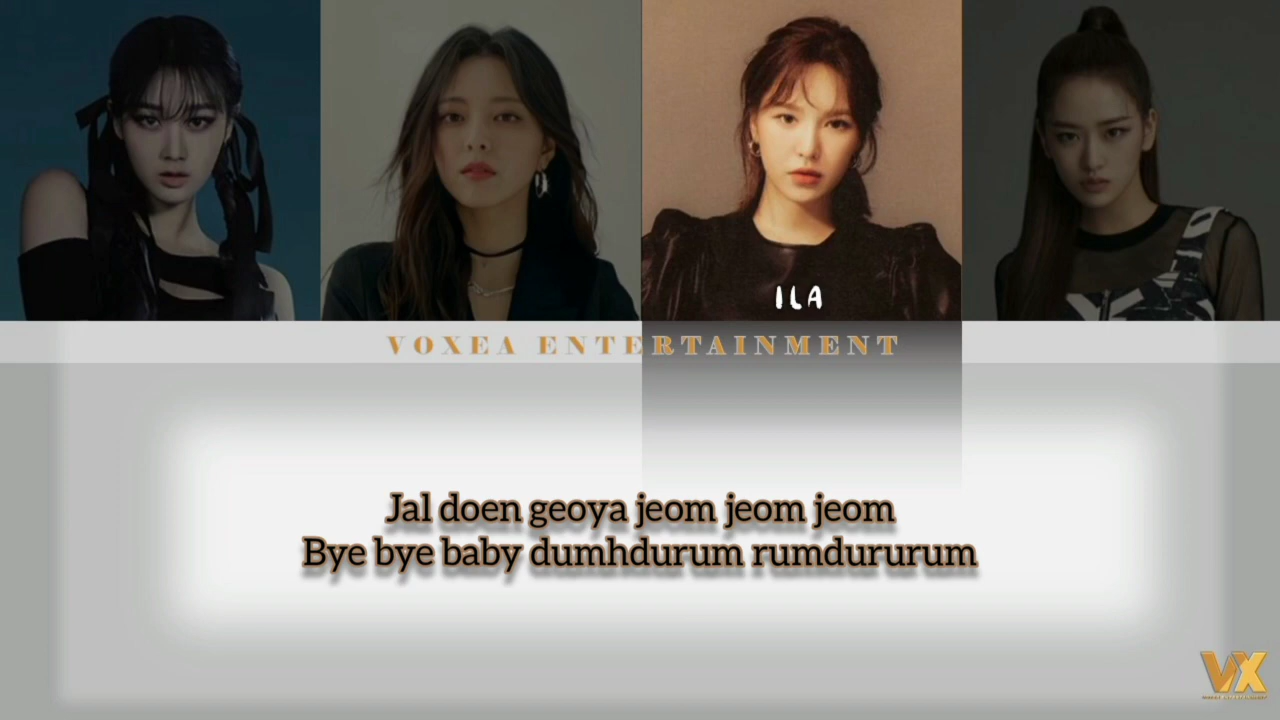 ILA
VOXEA ENTERTAINMENT
Jal doen geoya jeom jeom jeom
Bye bye baby dumhdurum rumdururum
VX